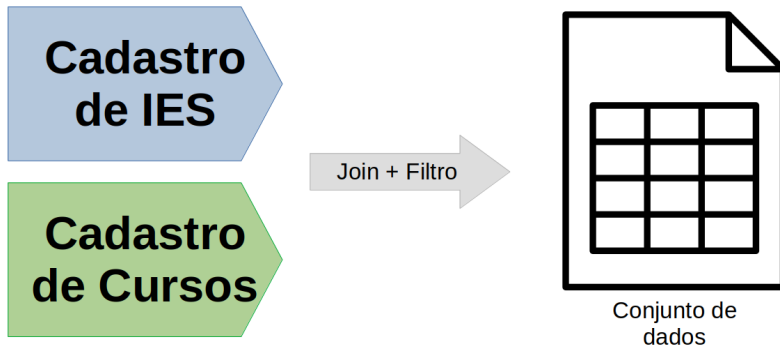 Cadastro
de IES
Join + Filtro
Cadastro
de Cursos
Conjunto de
dados